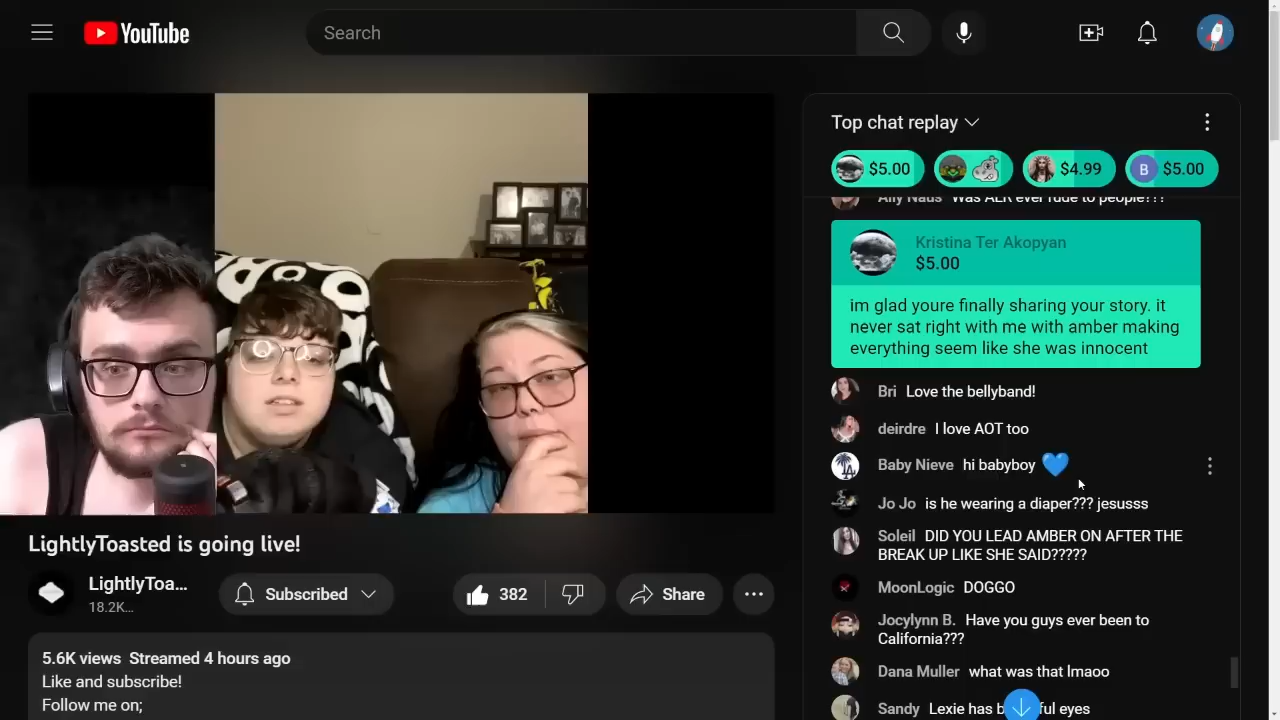 YouTube
Search
Top chat replay
$5.00
$4.99
B $5.00
Ally Naus Was ALR ever rude to people???
Kristina Ter Akopyan
$5.00
im glad youre finally sharing your story. it
never sat right with me with amber making
everything seem like she was innocent
Bri Love the bellyband!
deirdre I love AOT too
Baby Nieve hi babyboy 💙
Jo Jo is he wearing a diaper??? jesusss
Soleil DID YOU LEAD AMBER ON AFTER THE
BREAK UP LIKE SHE SAID?????
MoonLogic DOGGO
Jocylynn B. Have you guys ever been to
California???
Dana Muller what was that lmaoo
Sandy Lexie has eyes
LightlyToasted is going live!
LightlyToa...
18.2K...
Subscribed
382
Share
5.6K views Streamed 4 hours ago
Like and subscribe!
Follow me on;